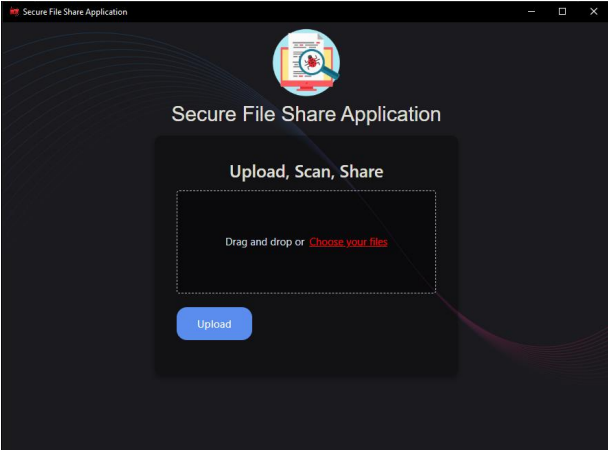 Secure File Share Application
Secure File Share Application
Upload, Scan, Share
Drag and drop or Choose your files
Upload